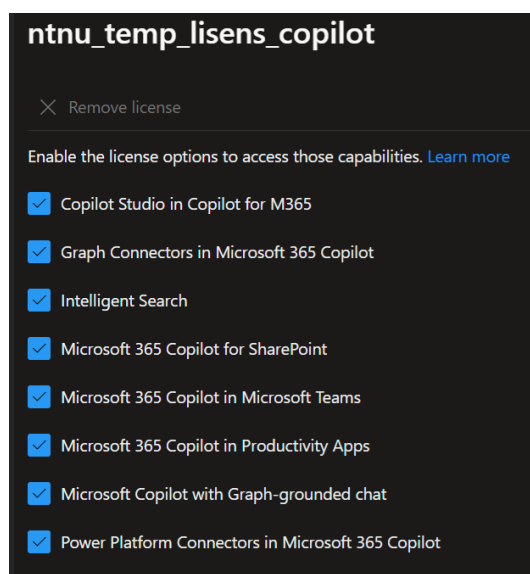 ntnu_temp_lisens_copilot
Remove license
Enable the license options to access those capabilities. Learn more
Copilot Studio in Copilot for M365
Graph Connectors in Microsoft 365 Copilot
Intelligent Search
Microsoft 365 Copilot for SharePoint
Microsoft 365 Copilot in Microsoft Teams
Microsoft 365 Copilot in Productivity Apps
Microsoft Copilot with Graph-grounded chat
Power Platform Connectors in Microsoft 365 Copilot